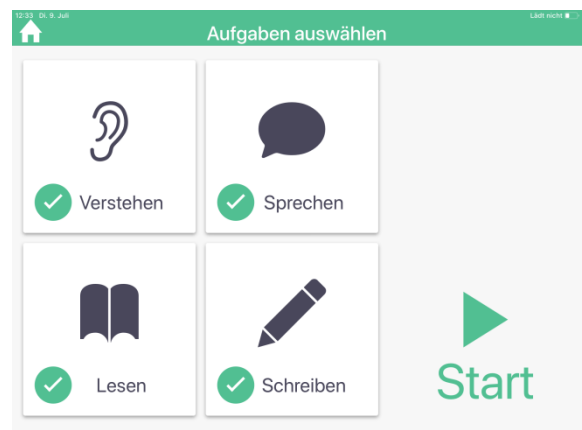 12:33 Di. 9. Juli
Lädt nicht
Aufgaben auswählen
Verstehen
Sprechen
Lesen
Schreiben
Start